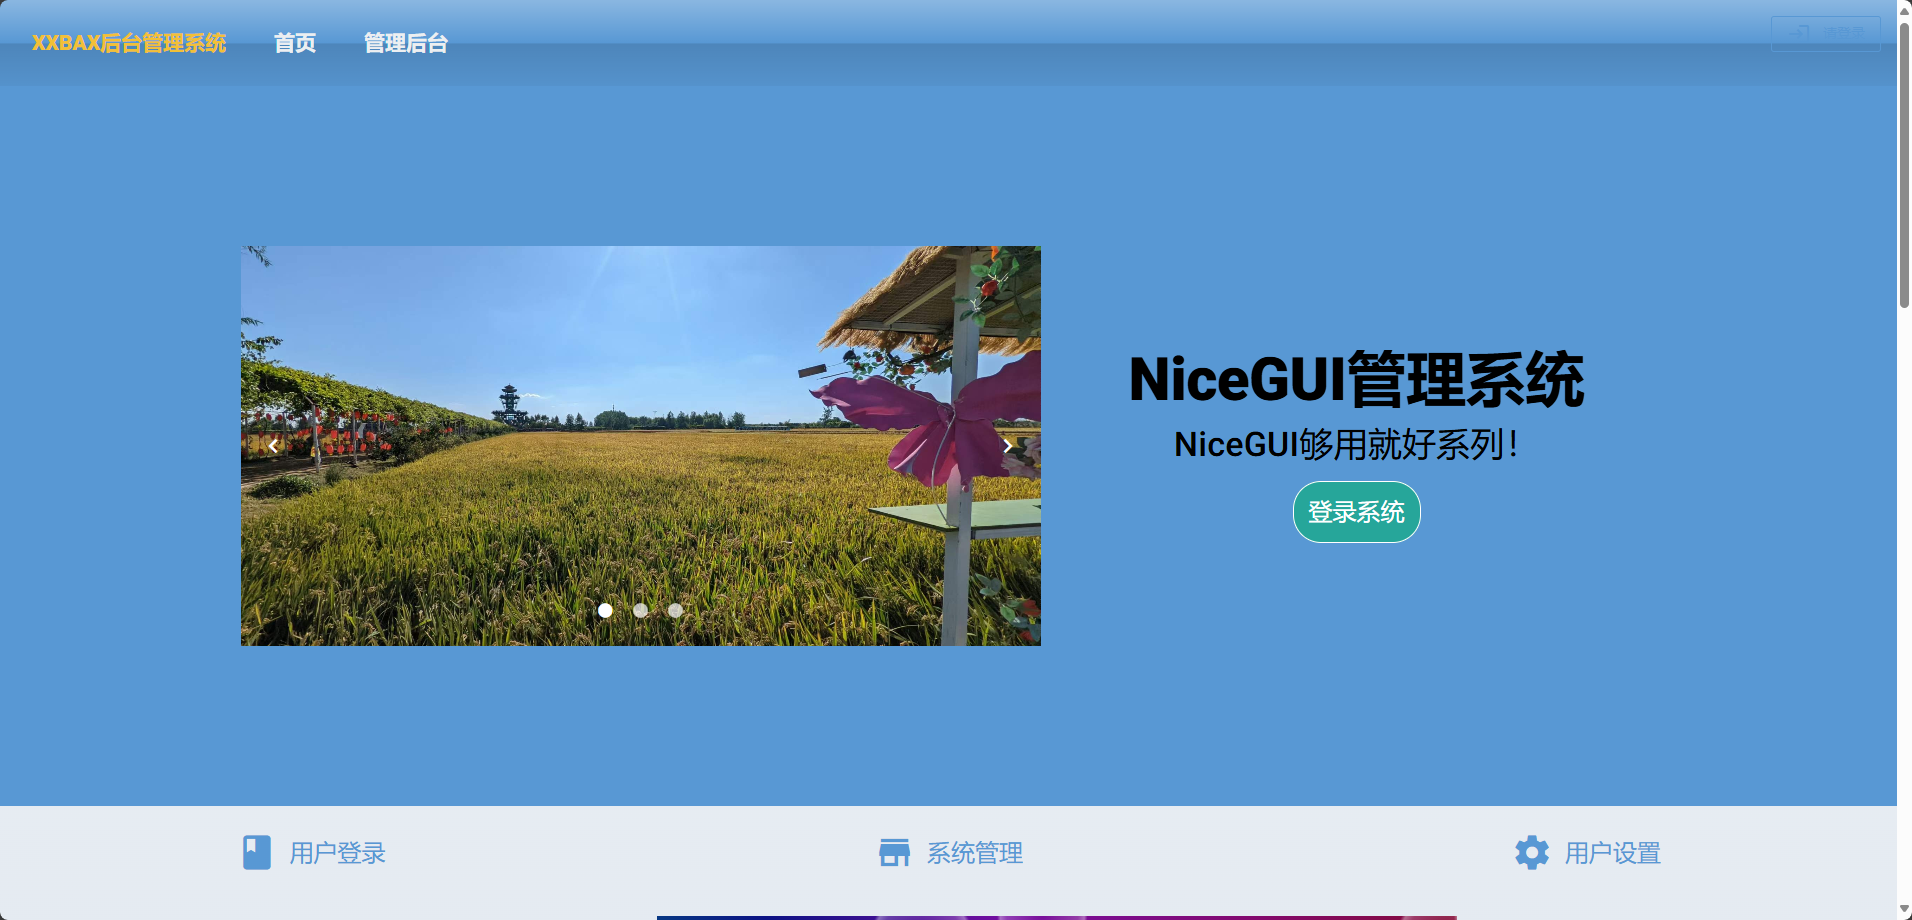 XXBAX后台管理系统 首页 管理后台
NiceGUI管理系统
NiceGUI够用就好系列！
登录系统
用户登录 系统管理 用户设置